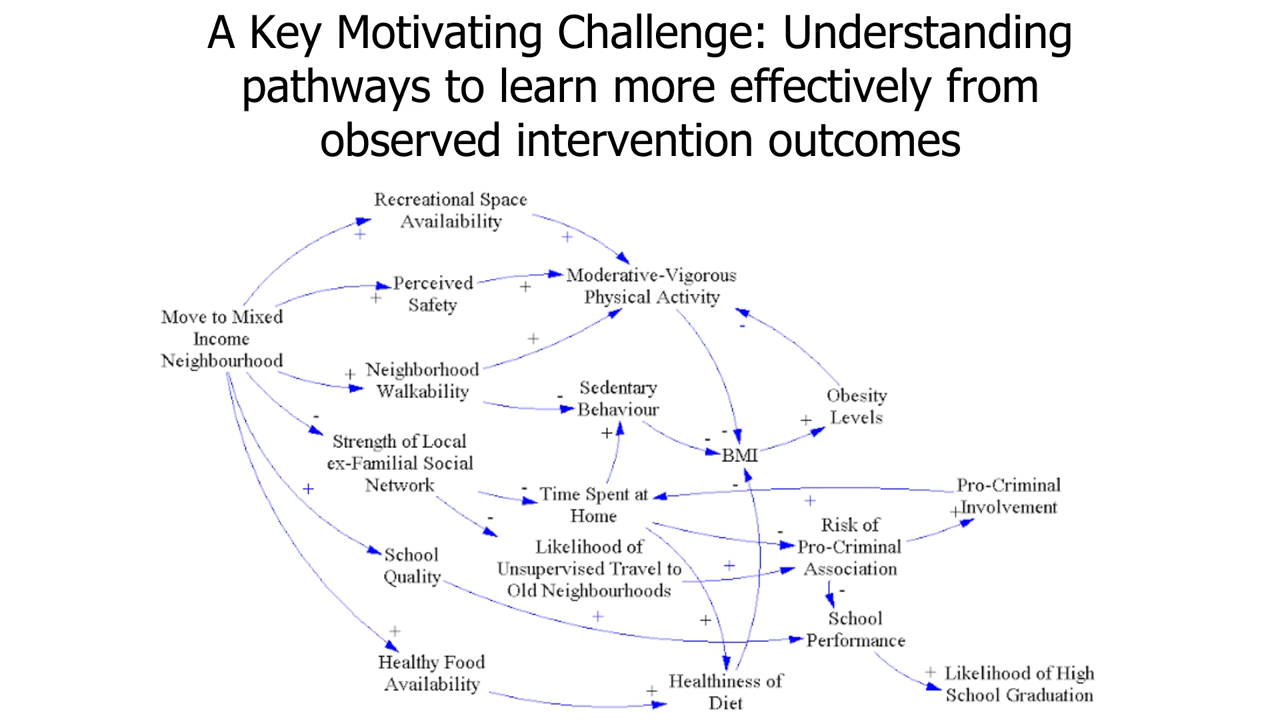 A Key Motivating Challenge: Understanding
pathways to learn more effectively from
observed intervention outcomes
Recreational Space
Availaibility
+
+
Perceived
Safety
+
+
Moderative-Vigorous
Physical Activity
Move to Mixed
Income
Neighbourhood
-
+
+
Neighborhood
Walkability
-
Sedentary
Behaviour
+
Obesity
Levels
+
-
-
-
BMI
Strength of Local
ex-Familial Social
Network
+
-
-
Time Spent at
Home
-
+
Pro-Criminal
Involvement
+
Risk of
Pro-Criminal
Association
-
-
School
Quality
Likelihood of
Unsupervised Travel to
Old Neighbourhoods
+
+
+
School
Performance
+
Healthy Food
Availability
+
Healthiness of
Diet
+
Likelihood of High
School Graduation